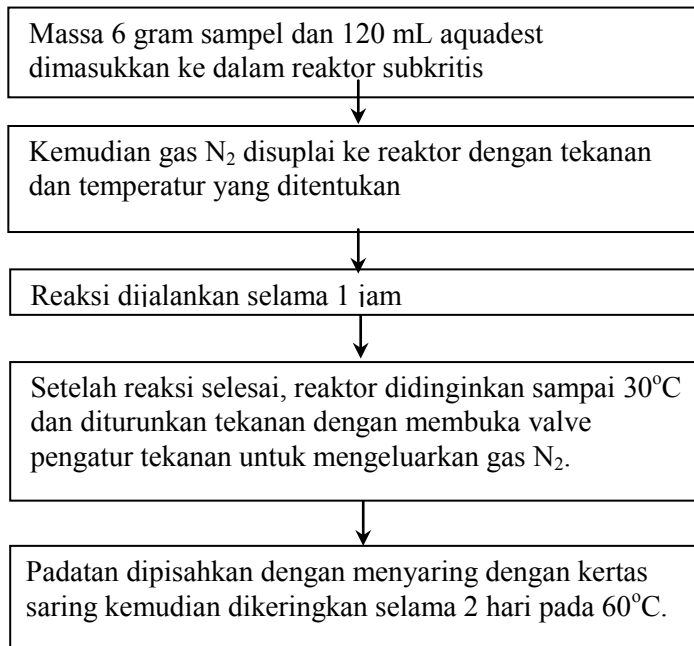 Massa 6 gram sampel dan 120 mL aquadest
dimasukkan ke dalam reaktor subkritis
Kemudian gas N₂ disuplai ke reaktor dengan tekanan
dan temperatur yang ditentukan
Reaksi dijalankan selama 1 jam
Setelah reaksi selesai, reaktor didinginkan sampai 30°C
dan diturunkan tekanan dengan membuka valve
pengatur tekanan untuk mengeluarkan gas N₂.
Padatan dipisahkan dengan menyaring dengan kertas
saring kemudian dikeringkan selama 2 hari pada 60°C.